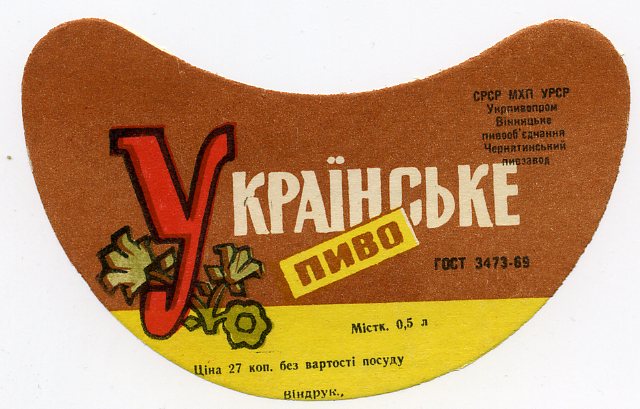 СРСР МХП УРСР
Укрпивопром
Вінницьке
пивооб'єднання
Чернятинський
пивзавод
УКРАЇНСЬКЕ
ПИВО
ГОСТ 3473-69
Містк. 0,5 л
Ціна 27 коп. без вартості посуду
Віндрук.,